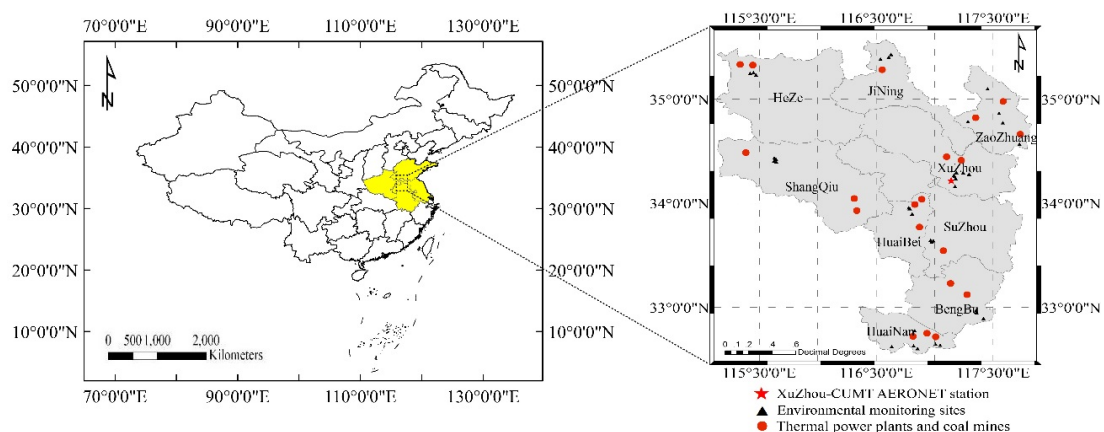 70°0'0"E 90°0'0"E 110°0'0"E 130°0'0"E
N
50°0'0"N
40°0'0"N
30°0'0"N
20°0'0"N
10°0'0"N
50°0'0"N
40°0'0"N
30°0'0"N
20°0'0"N
10°0'0"N
0 500 1,000 2,000
Kilometers
70°0'0"E 90°0'0"E 110°0'0"E 130°0'0"E
115°30'0"E 116°30'0"E 117°30'0"E
N
35°0'0"N
34°0'0"N
33°0'0"N
35°0'0"N
34°0'0"N
33°0'0"N
JiNing
HeZe
ZaoZhuang
XuZhou
ShangQiu
SuZhou
HuaiBei
BengBu
HuaiNan
0 1 2 4 6
Decimal Degrees
115°30'0"E 116°30'0"E 117°30'0"E
XuZhou-CUMT AERONET station
Environmental monitoring sites
Thermal power plants and coal mines